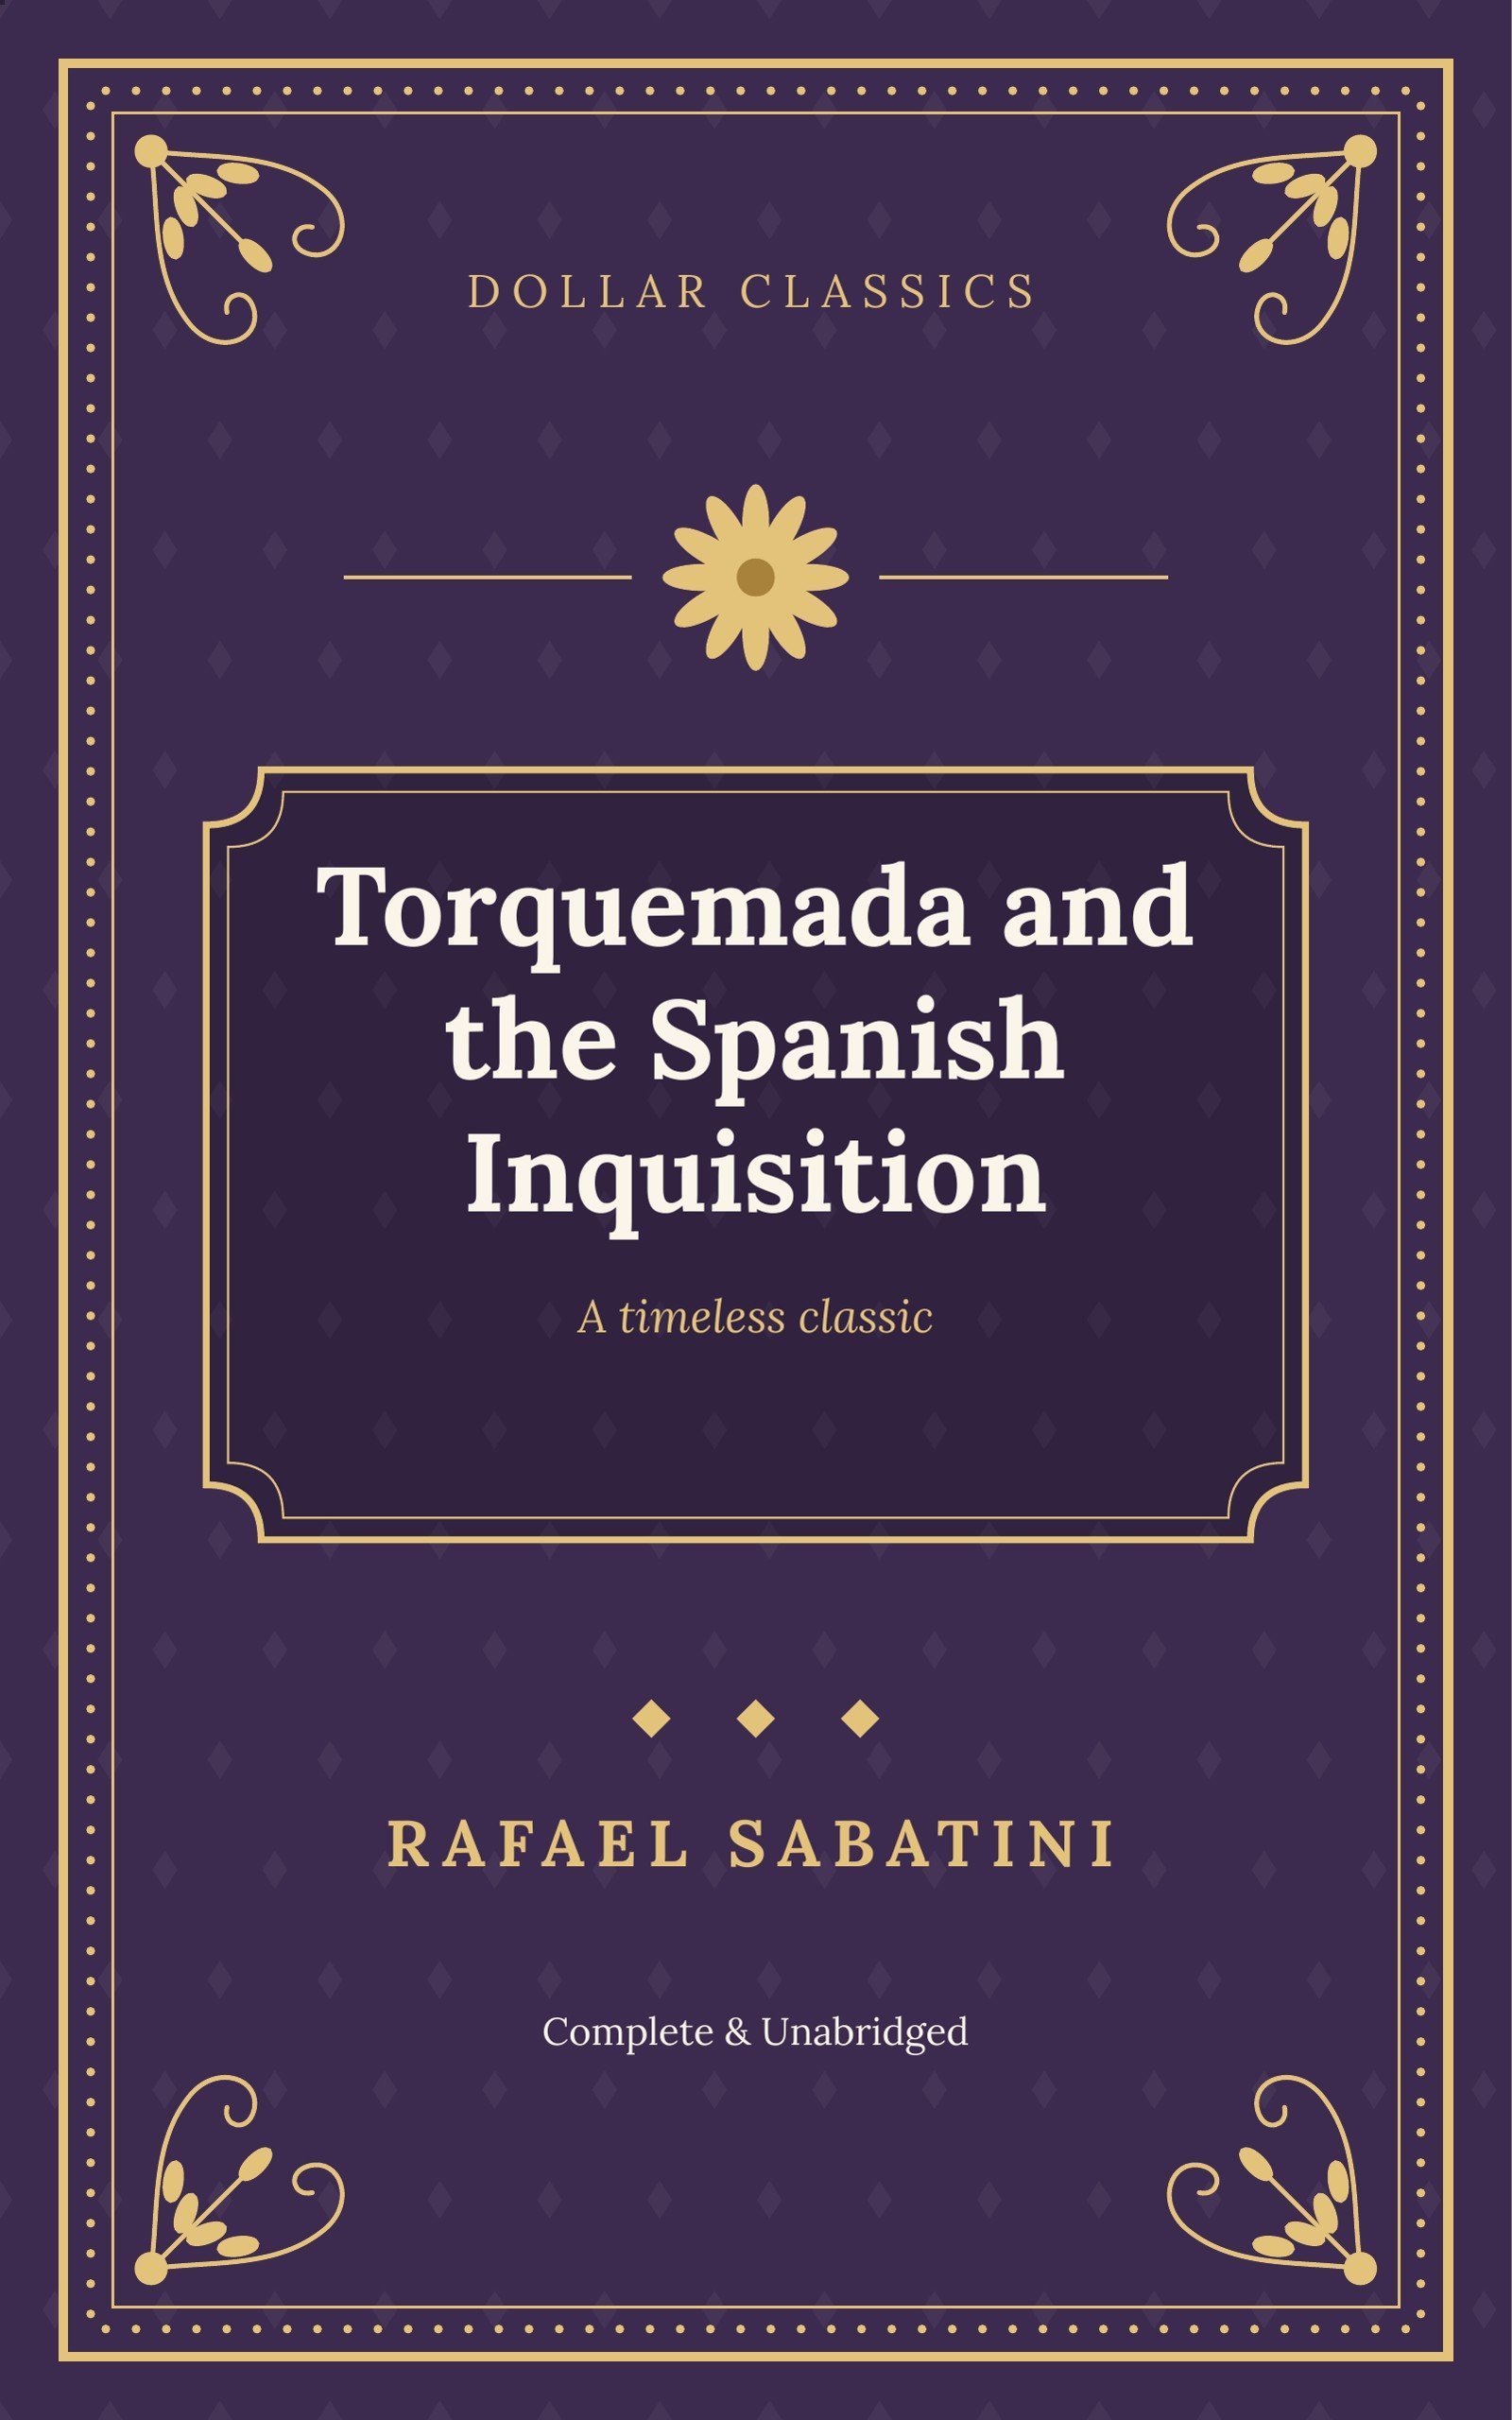 DOLLAR CLASSICS
Torquemada and
the Spanish
Inquisition
A timeless classic
RAFAEL SABATINI
Complete & Unabridged